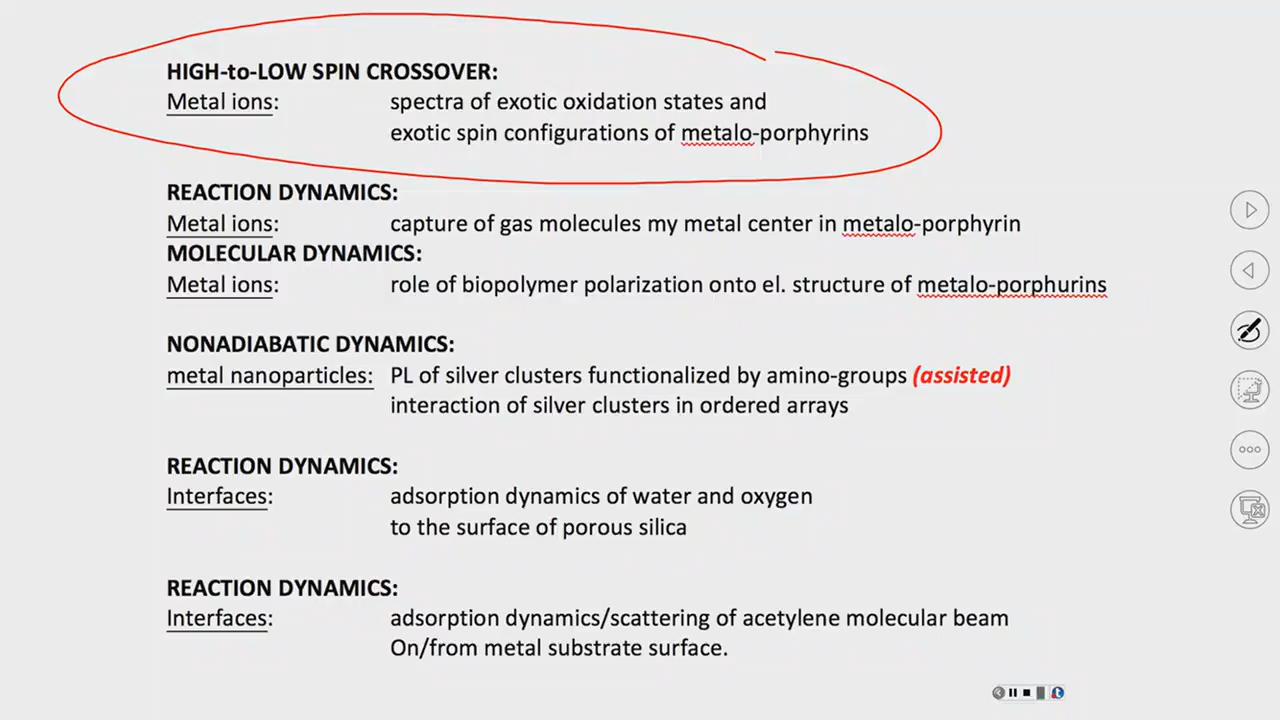 HIGH-to-LOW SPIN CROSSOVER:
Metal ions: spectra of exotic oxidation states and
exotic spin configurations of metalo-porphyrins
REACTION DYNAMICS:
Metal ions: capture of gas molecules my metal center in metalo-porphyrin
MOLECULAR DYNAMICS:
Metal ions: role of biopolymer polarization onto el. structure of metalo-porphurins
NONADIABATIC DYNAMICS:
metal nanoparticles: PL of silver clusters functionalized by amino-groups (assisted)
interaction of silver clusters in ordered arrays
REACTION DYNAMICS:
Interfaces: adsorption dynamics of water and oxygen
to the surface of porous silica
REACTION DYNAMICS:
Interfaces: adsorption dynamics/scattering of acetylene molecular beam
On/from metal substrate surface.